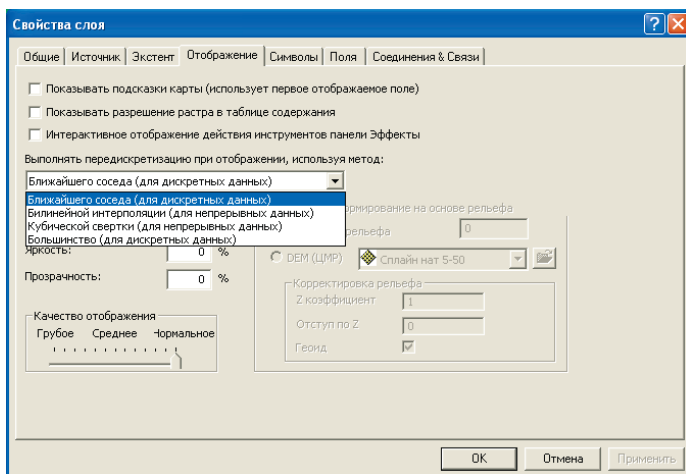 Свойства слоя
Общие Источник Экстент Отображение Символы Поля Соединения & Связи
Показывать подсказки карты (использует первое отображаемое поле)
Показывать разрешение растра в таблице содержания
Интерактивное отображение действия инструментов панели Эффекты
Выполнять передискретизацию при отображении, используя метод:
Ближайшего соседа (для дискретных данных)
Ближайшего соседа (для дискретных данных)
Билинейной интерполяции (для непрерывных данных)
Кубической свертки (для непрерывных данных)
Большинство (для дискретных данных)
на основе рельефа
рельефа 0
Яркость: 0 %
DEM (ЦМР) Сплайн нат 5-50
Прозрачность: 0 %
Корректировка рельефа
Z коэффициент 1
Отступ по Z 0
Геоид
Качество отображения
Грубое Среднее Нормальное
OK Отмена Применить